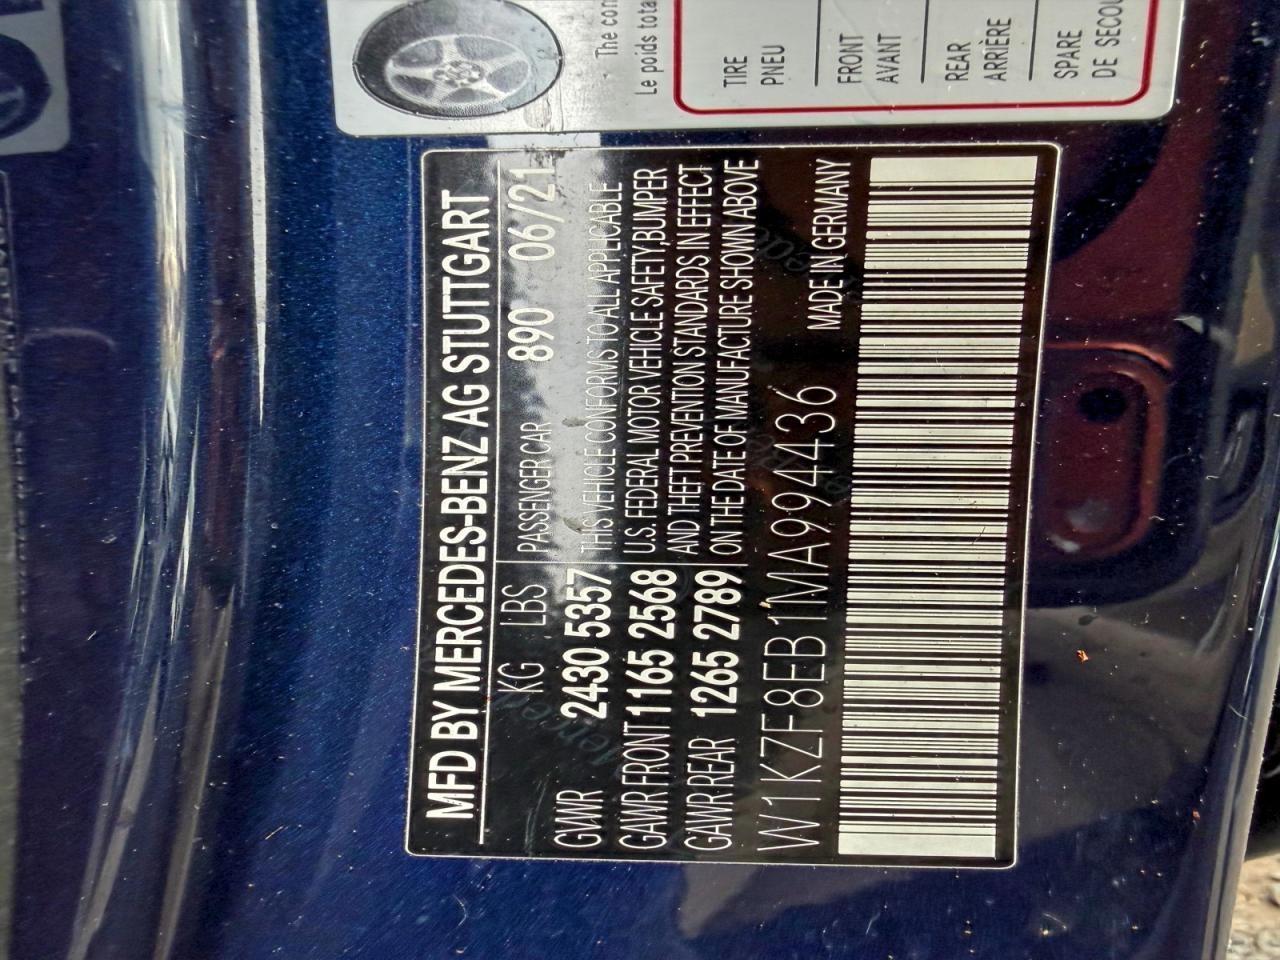 The
Le poids tota
TIRE
PNEU
FRONT
AVANT
REAR
ARRIÈRE
SPARE
DE
MFD BY MERCEDES-BENZ AG STUTTGART
KG LBS PASSENGER CAR 890 06/21
GVWR 2430 5357 THIS VEHICLE CONFORMS TO ALL APPLICABLE
GAWR FRONT 1165 2568 U.S. FEDERAL MOTOR VEHICLE SAFETY,BUMPER
GAWR REAR 1265 2789 AND THEFT PREVENTION STANDARDS IN EFFECT
ON THE DATE OF MANUFACTURE SHOWN ABOVE
W1KZF8EB1MA994436 MADE IN GERMANY